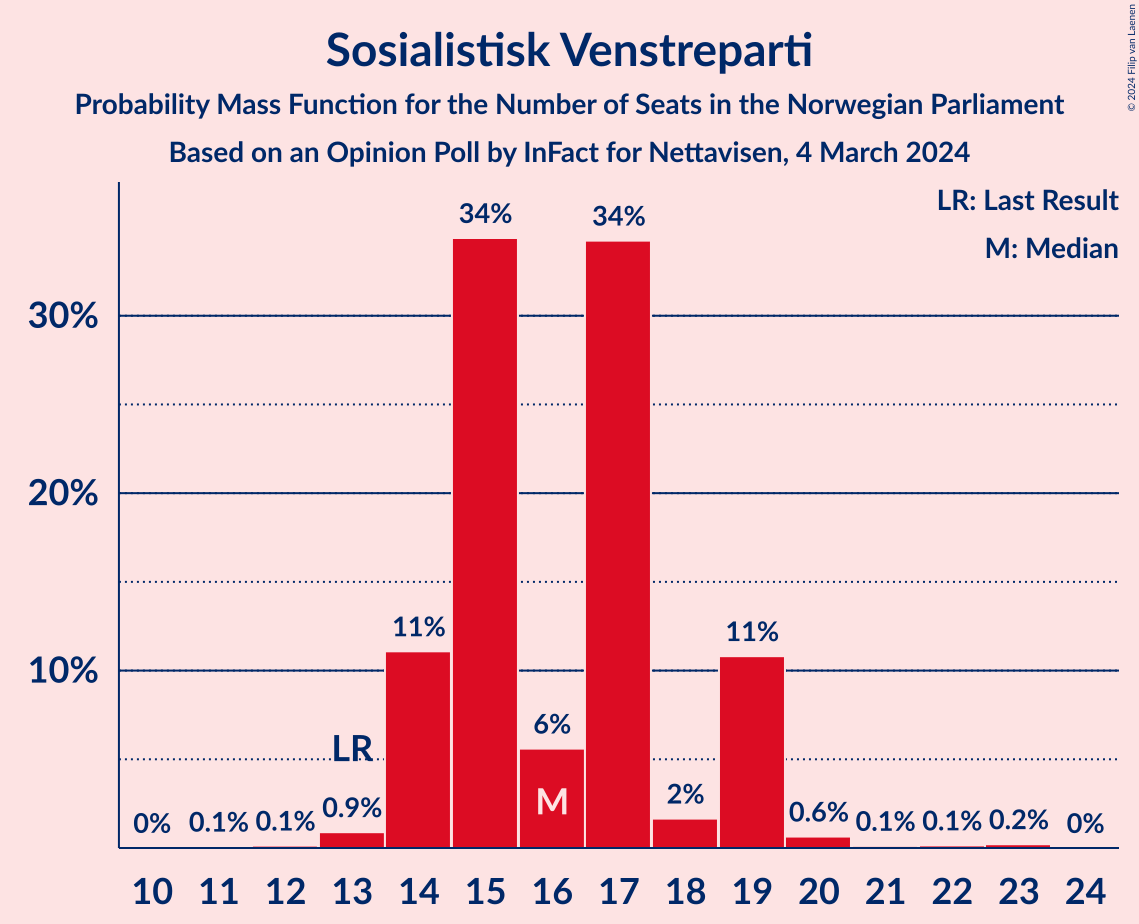 Sosialistisk Venstreparti
Probability Mass Function for the Number of Seats in the Norwegian Parliament
Based on an Opinion Poll by InFact for Nettavisen, 4 March 2024
© 2024 Filip van Laenen
LR: Last Result
M: Median
34%
34%
30%
20%
11%
11%
10%
6%
LR
M
2%
0%
0.1%
0.1%
0.9%
0.6%
0.1%
0.1%
0.2%
0%
10 11 12 13 14 15 16 17 18 19 20 21 22 23 24